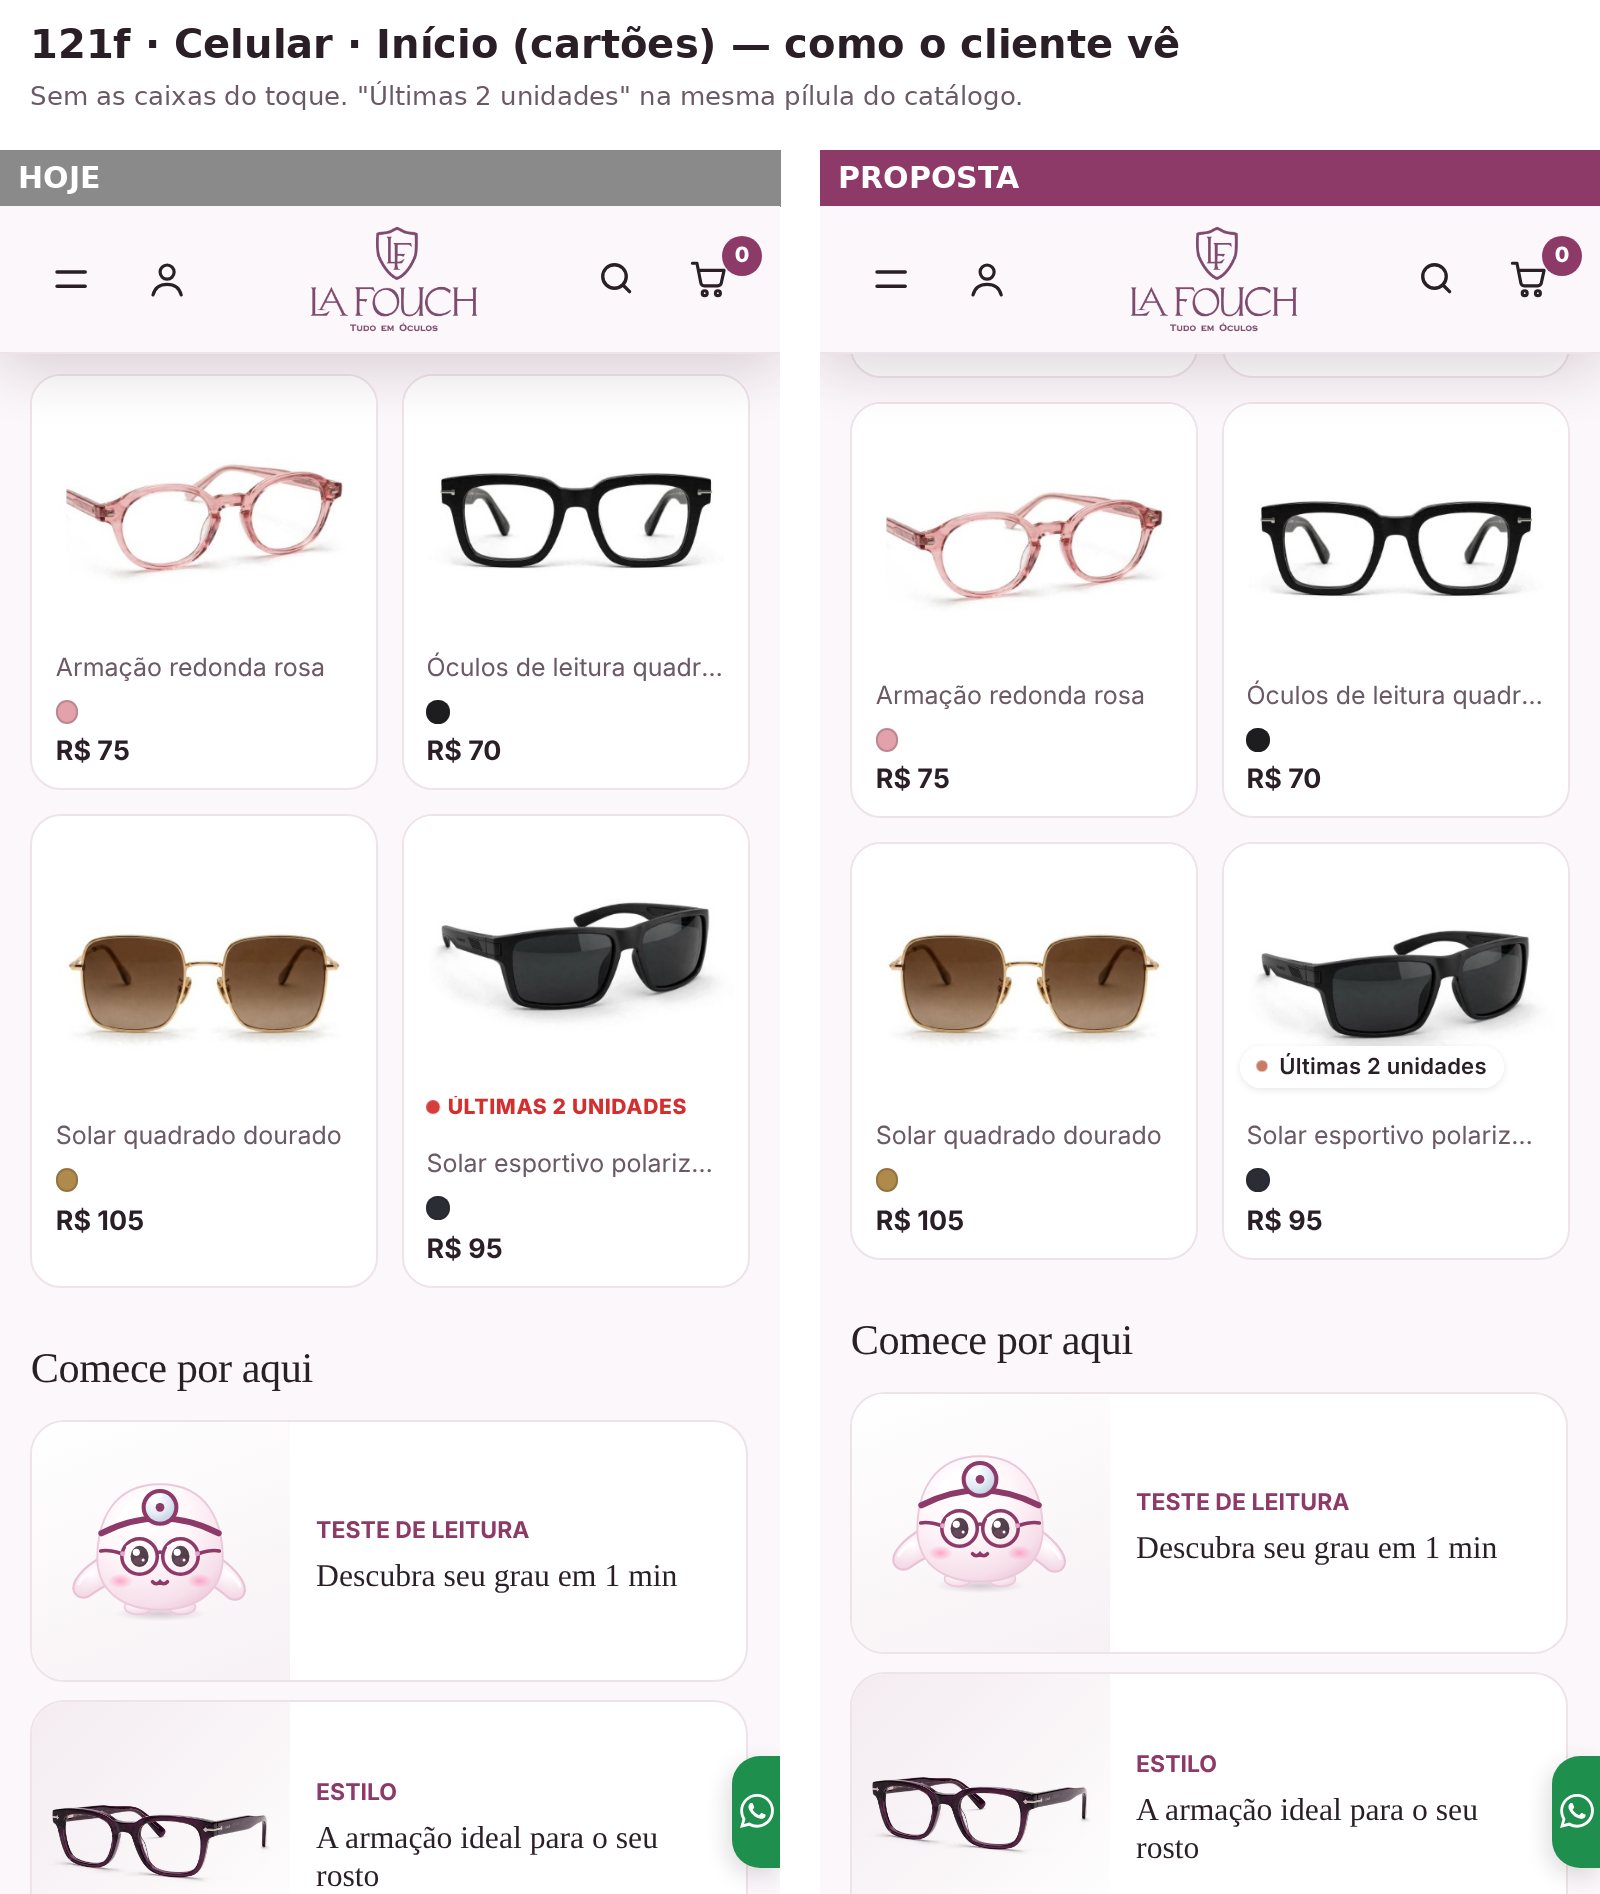 121f · Celular · Início (cartões) — como o cliente vê
Sem as caixas do toque. "Últimas 2 unidades" na mesma pílula do catálogo.
HOJE
LF
LA FOUCH
TUDO EM ÓCULOS
0
Armação redonda rosa
Óculos de leitura quadr...
R$ 75
R$ 70
ÚLTIMAS 2 UNIDADES
Solar quadrado dourado
Solar esportivo polariz...
R$ 105
R$ 95
Comece por aqui
TESTE DE LEITURA
Descubra seu grau em 1 min
ESTILO
A armação ideal para o seu
rosto
PROPOSTA
LF
LA FOUCH
TUDO EM ÓCULOS
0
Armação redonda rosa
Óculos de leitura quadr...
R$ 75
R$ 70
Últimas 2 unidades
Solar quadrado dourado
Solar esportivo polariz...
R$ 105
R$ 95
Comece por aqui
TESTE DE LEITURA
Descubra seu grau em 1 min
ESTILO
A armação ideal para o seu
rosto